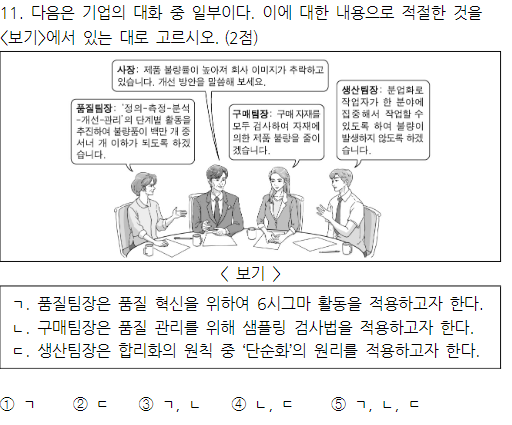 11. 다음은 기업의 대화 중 일부이다. 이에 대한 내용으로 적절한 것을
<보기>에서 있는 대로 고르시오. (2점)
사장: 제품 불량률이 높아져 회사 이미지가 추락하고
있습니다. 개선 방안을 말씀해 보세요.
품질팀장: '정의-측정-분석
-개선-관리'의 단계별 활동을
추진하여 불량품이 백만 개 중
서너 개 이하가 되도록 하겠
습니다.
구매팀장: 구매 자재를
모두 검사하여 자재에
의한 제품 불량을 줄이
겠습니다.
생산팀장: 분업화로
작업자가 한 분야에
집중해서 작업할 수
있도록 하여 불량이
발생하지 않도록 하겠
습니다.
< 보기 >
ㄱ. 품질팀장은 품질 혁신을 위하여 6시그마 활동을 적용하고자 한다.
ㄴ. 구매팀장은 품질 관리를 위해 샘플링 검사법을 적용하고자 한다.
ㄷ. 생산팀장은 합리화의 원칙 중 '단순화'의 원리를 적용하고자 한다.
① ㄱ ② ㄷ ③ ㄱ, ㄴ ④ ㄴ, ㄷ ⑤ ㄱ, ㄴ, ㄷ